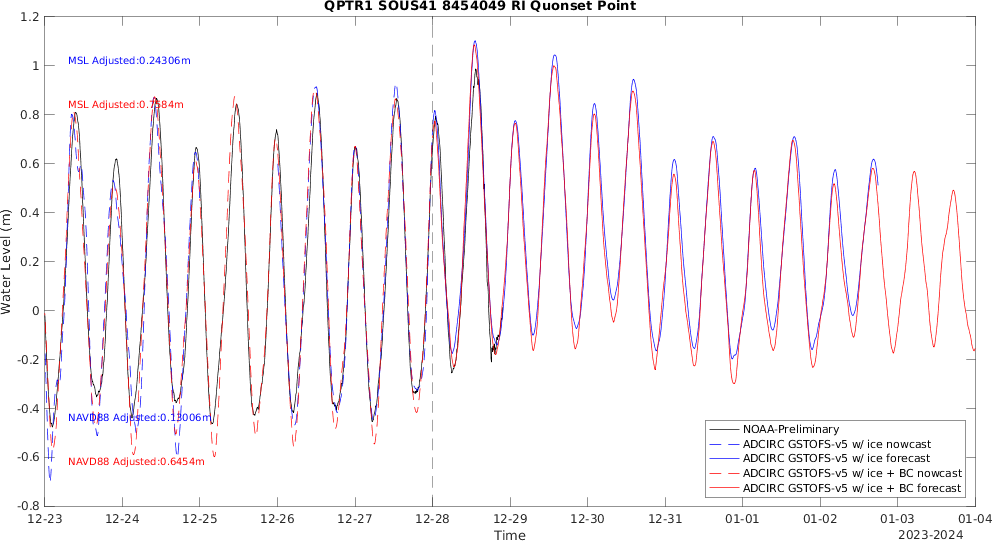 QPTR1 SOUS41 8454049 RI Quonset Point
1.2
1
0.8
0.6
0.4
0.2
0
-0.2
-0.4
-0.6
-0.8
Water Level (m)
MSL Adjusted:0.24306m
MSL Adjusted:0.7584m
NAVD88 Adjusted:0.13006m
NAVD88 Adjusted:0.6454m
NOAA-Preliminary
ADCIRC GSTOFS-v5 w/ ice nowcast
ADCIRC GSTOFS-v5 w/ ice forecast
ADCIRC GSTOFS-v5 w/ ice + BC nowcast
ADCIRC GSTOFS-v5 w/ ice + BC forecast
12-23 12-24 12-25 12-26 12-27 12-28 12-29 12-30 12-31 01-01 01-02 01-03 01-04
Time
2023-2024